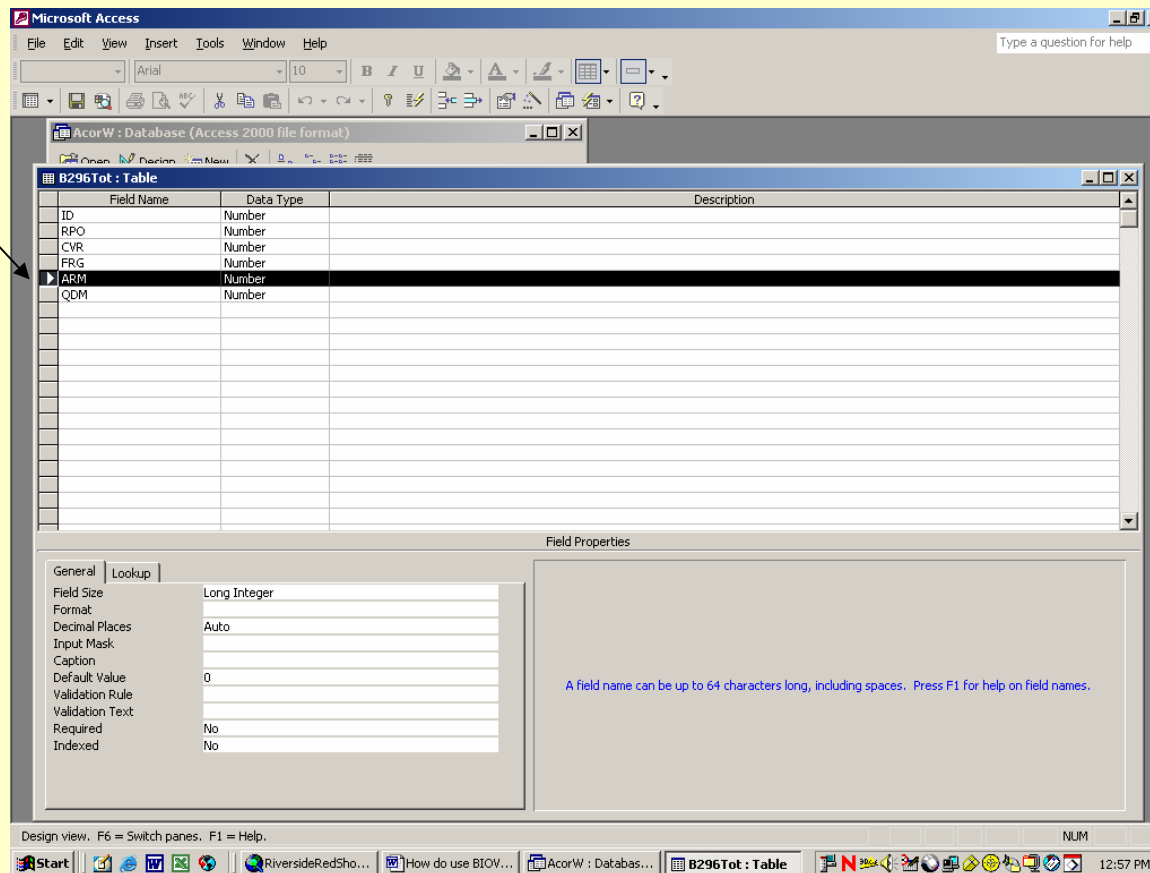 Microsoft Access
File Edit View Insert Tools Window Help Type a question for help
Arial 10 B I U A
AcorW : Database (Access 2000 file format)
Open Design New
B296Tot : Table
Field Name Data Type Description
ID Number
RPO Number
CVR Number
FRG Number
ARM Number
QDM Number
Field Properties
General Lookup
Field Size Long Integer
Format
Decimal Places Auto
Input Mask
Caption
Default Value 0
Validation Rule
Validation Text
Required No
Indexed No
A field name can be up to 64 characters long, including spaces. Press F1 for help on field names.
Design view. F6 = Switch panes. F1 = Help. NUM
Start RiversideRedSho... How do use BIOV... AcorW : Databas... B296Tot : Table 12:57 PM